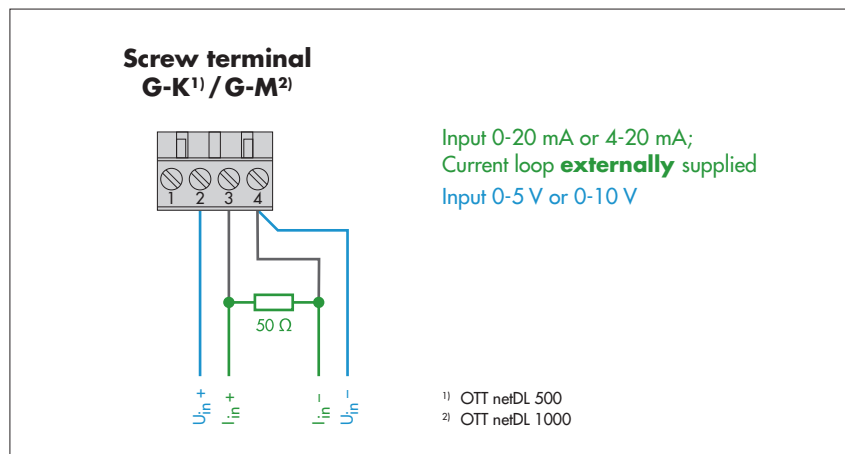 Screw terminal
G-K¹⁾ / G-M²⁾
1 2 3 4
Input 0-20 mA or 4-20 mA;
Current loop externally supplied
Input 0-5 V or 0-10 V
50 Ω
Uin +
Iin +
Iin –
Uin –
¹⁾ OTT netDL 500
²⁾ OTT netDL 1000